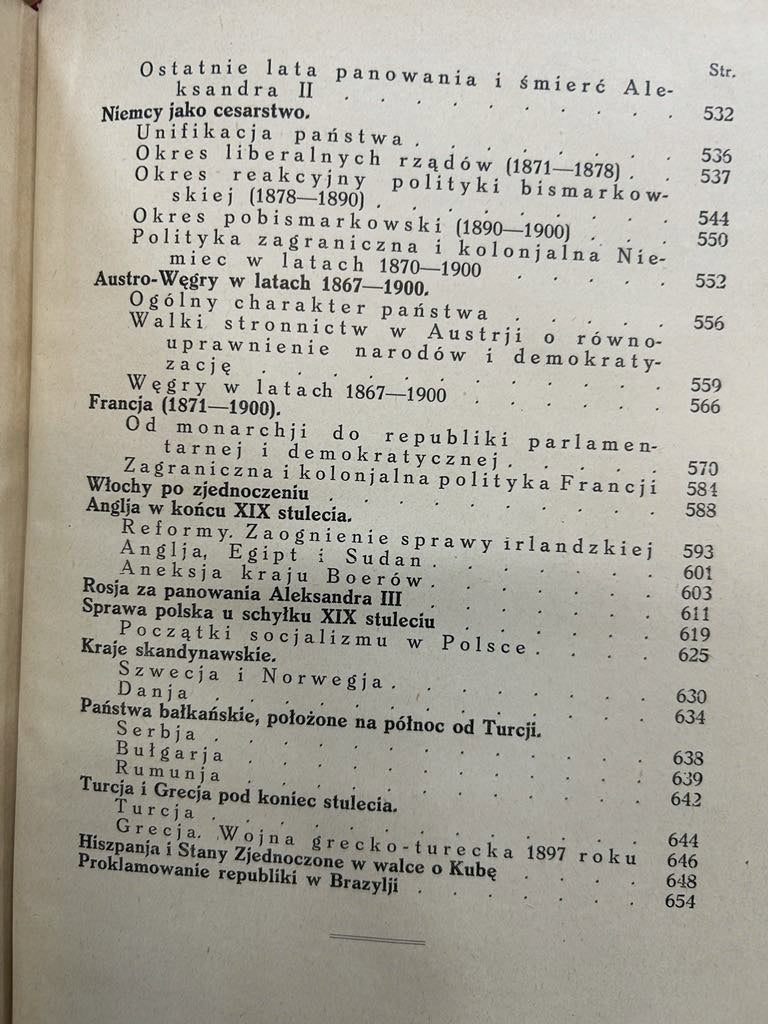 Str.
Ostatnie lata panowania i śmierć Ale-
ksandra II . . . . . . . . . 532
Niemcy jako cesarstwo.
Unifikacja państwa . . . . . . . 536
Okres liberalnych rządów (1871—1878) . . . 537
Okres reakcyjny polityki bismarkow-
skiej (1878—1890) . . . . . . . 544
Okres pobismarkowski (1890—1900) . . . 550
Polityka zagraniczna i kolonjalna Nie-
miec w latach 1870—1900 . . . . . 552
Austro-Węgry w latach 1867—1900.
Ogólny charakter państwa . . . . . 556
Walki stronnictw w Austrji o równo-
uprawnienie narodów i demokraty-
zację . . . . . . . . . 559
Węgry w latach 1867—1900 . . . . . 566
Francja (1871—1900).
Od monarchji do republiki parlamen-
tarnej i demokratycznej . . . . . 570
Zagraniczna i kolonjalna polityka Francji 584
Włochy po zjednoczeniu . . . . . . . 588
Anglja w końcu XIX stulecia.
Reformy. Zaognienie sprawy irlandzkiej 593
Anglja, Egipt i Sudan . . . . . . 601
Aneksja kraju Boerów . . . . . . 603
Rosja za panowania Aleksandra III . . . . . 611
Sprawa polska u schyłku XIX stuleciu . . . . 619
Początki socjalizmu w Polsce . . . . 625
Kraje skandynawskie.
Szwecja i Norwegja . . . . . . . 630
Danja . . . . . . . . . . 634
Państwa bałkańskie, położone na północ od Turcji.
Serbja . . . . . . . . . . 638
Bułgarja . . . . . . . . . 639
Rumunja . . . . . . . . . 642
Turcja i Grecja pod koniec stulecia.
Turcja . . . . . . . . . . 644
Grecja. Wojna grecko-turecka 1897 roku 646
Hiszpanja i Stany Zjednoczone w walce o Kubę . . . . 648
Proklamowanie republiki w Brazylji . . . . . 654